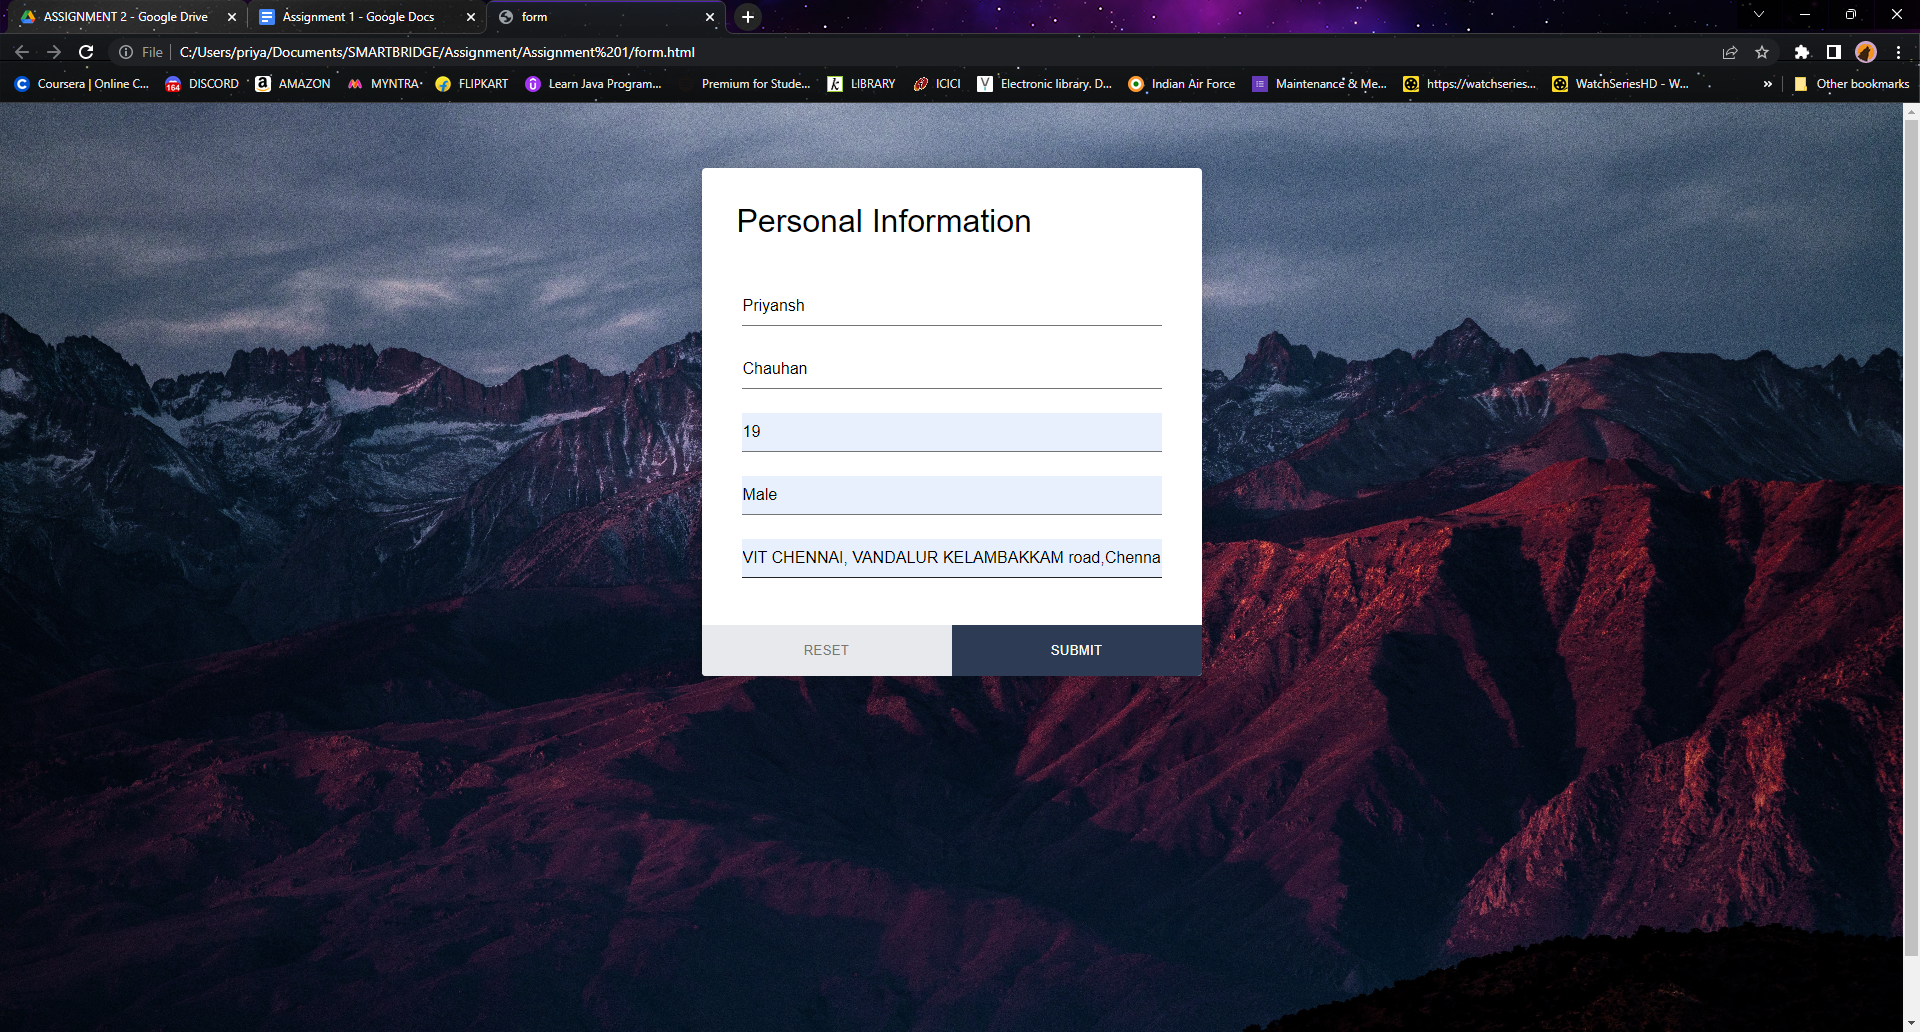 ASSIGNMENT 2 - Google Drive
Assignment 1 - Google Docs
form
File
C:/Users/priya/Documents/SMARTBRIDGE/Assignment/Assignment%201/form.html
Coursera | Online C...
164
DISCORD
AMAZON
MYNTRA
FLIPKART
Learn Java Program...
Premium for Stude...
LIBRARY
ICICI
Electronic library. D...
Indian Air Force
Maintenance & Me...
https://watchseries...
WatchSeriesHD - W...
Other bookmarks
Personal Information
Priyansh
Chauhan
19
Male
VIT CHENNAI, VANDALUR KELAMBAKKAM road,Chenna
RESET
SUBMIT